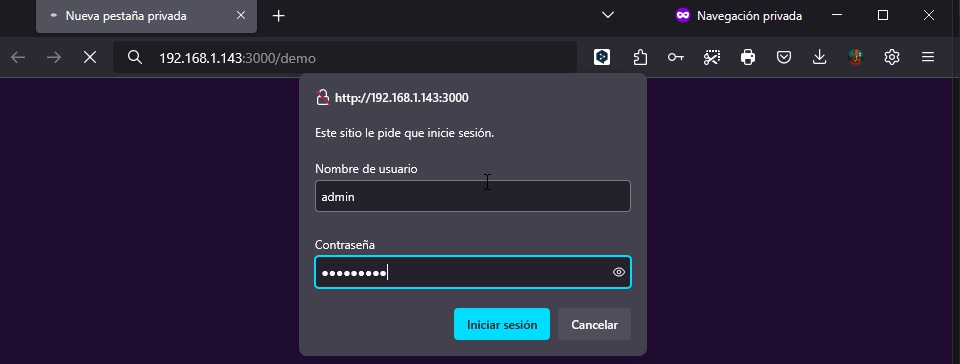 Nueva pestaña privada
Navegación privada
192.168.1.143:3000/demo
http://192.168.1.143:3000
Este sitio le pide que inicie sesión.
Nombre de usuario
admin
Contraseña
●●●●●●●●●
Iniciar sesión Cancelar